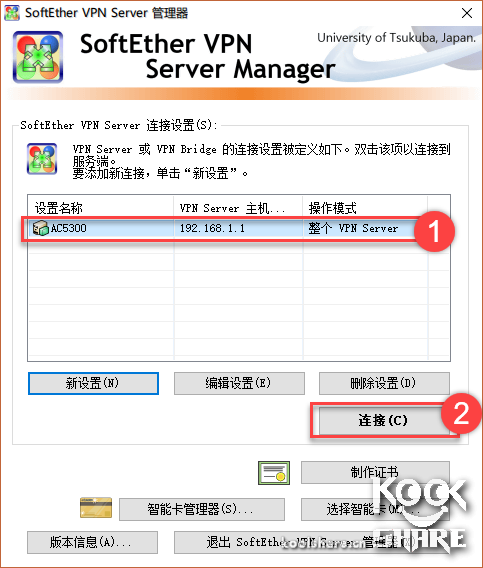 SoftEther VPN Server 管理器
SoftEther VPN
Server Manager
University of Tsukuba, Japan.
SoftEther VPN Server 连接设置(S):
VPN Server 或 VPN Bridge 的连接设置被定义如下。双击该项以连接到
服务端。
要添加新连接，单击“新设置”。
设置名称 VPN Server 主机... 操作模式
AC5300 192.168.1.1 整个 VPN Server
1
新设置(N) 编辑设置(E) 删除设置(D)
连接(C)
2
制作证书
智能卡管理器(S)... 选择智能卡
版本信息(A)... 退出 SoftEther VPN Server 管理器
KOOK
SHARE